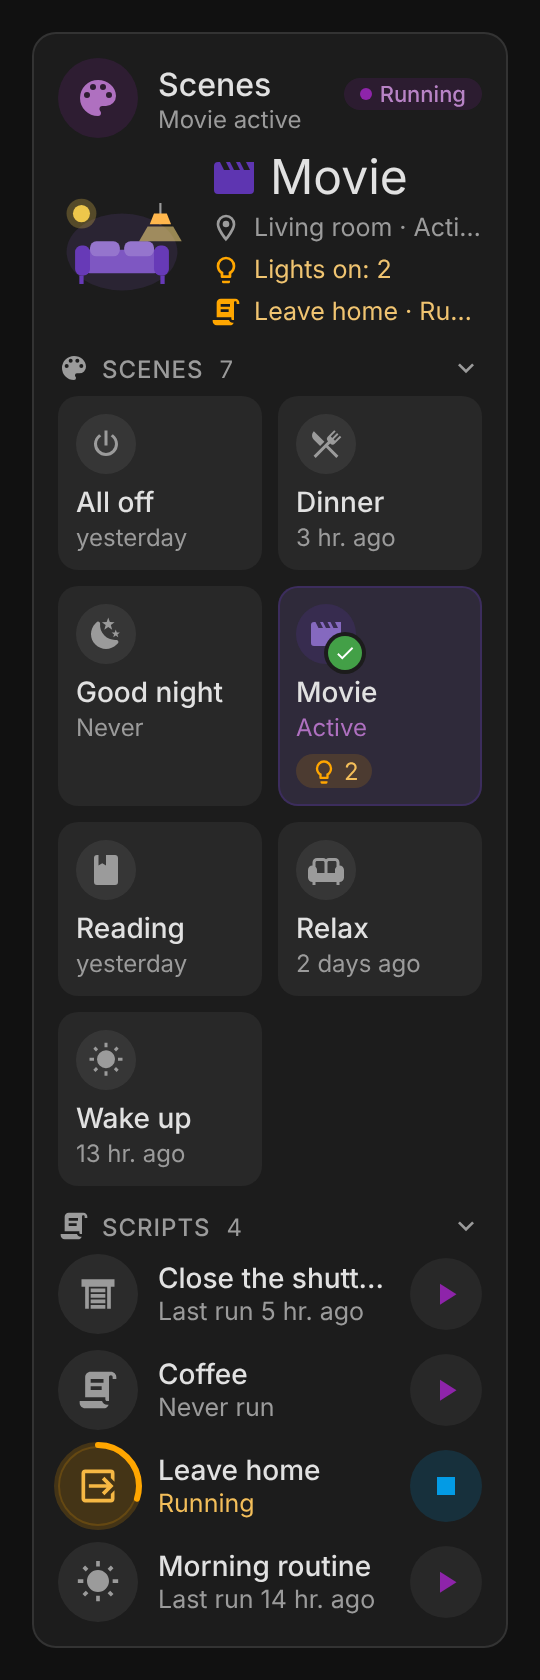 Scenes
Movie active
Running
Movie
Living room · Acti...
Lights on: 2
Leave home · Ru...
SCENES 7
All off
yesterday
Dinner
3 hr. ago
Good night
Never
Movie
Active
2
Reading
yesterday
Relax
2 days ago
Wake up
13 hr. ago
SCRIPTS 4
Close the shutt...
Last run 5 hr. ago
Coffee
Never run
Leave home
Running
Morning routine
Last run 14 hr. ago